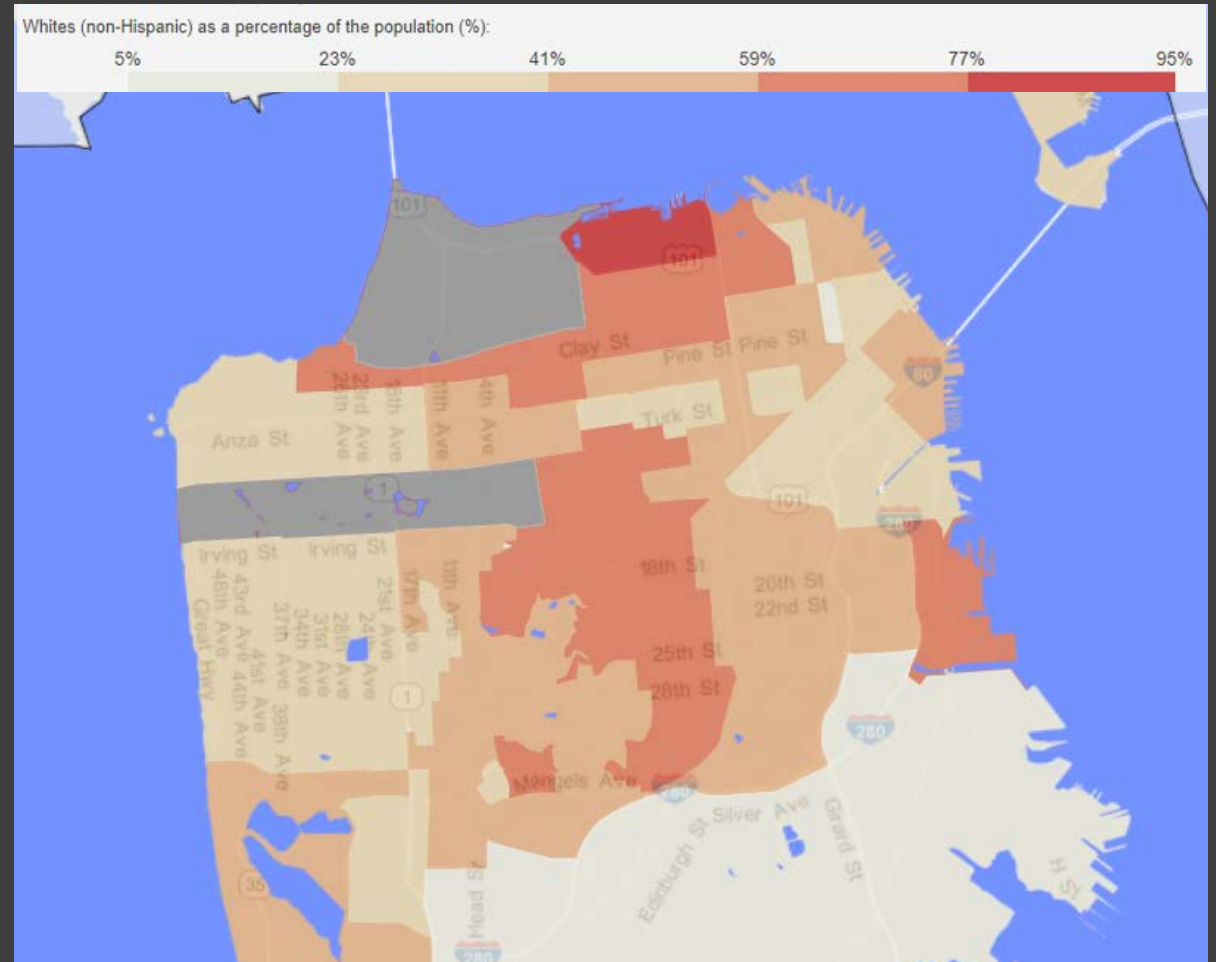 Whites (non-Hispanic) as a percentage of the population (%):
5% 23% 41% 59% 77% 95%
101
101
Clay St
Pine St Pine St
80
26th Ave
23rd Ave
11th Ave
4th Ave
Turk St
Anza St
1
101
280
Irving St Irving St
18th St
11th Ave
17th Ave
21st Ave
20th St
22nd St
48th Ave
43rd Ave
Great Hwy
37th Ave
34th Ave
31st Ave
28th Ave
24th Ave
41st Ave
44th Ave
25th St
28th St
1
38th Ave
280
Mangels Ave
280
Silver Ave
Edinburgh St
Girard St
35
Head St
H St
280